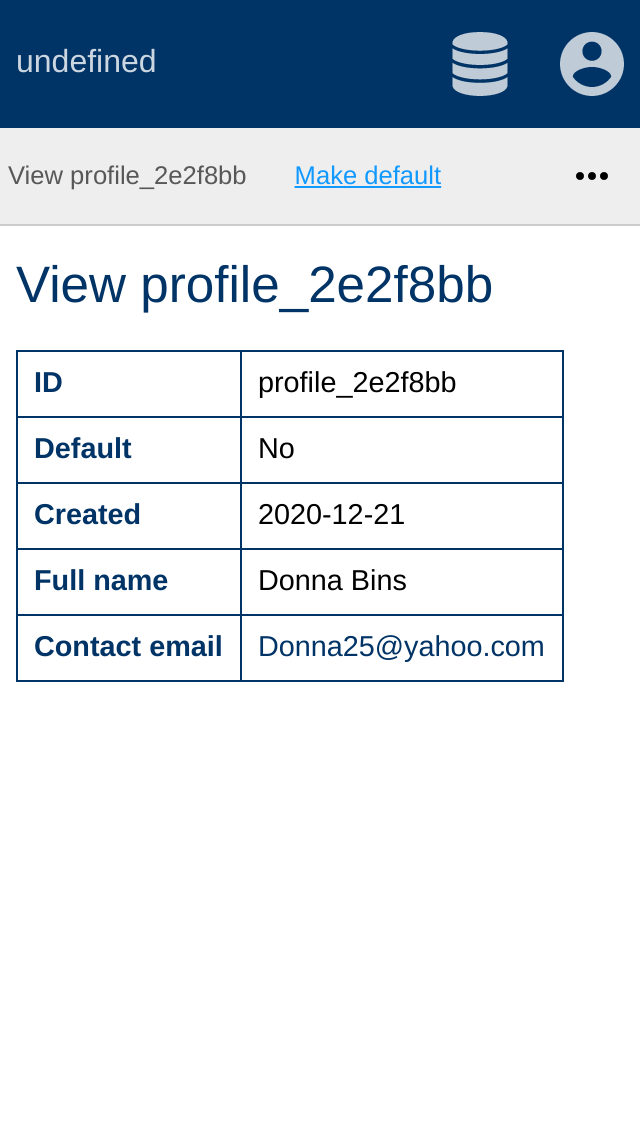 undefined
View profile_2e2f8bb Make default
View profile_2e2f8bb
ID profile_2e2f8bb
Default No
Created 2020-12-21
Full name Donna Bins
Contact email Donna25@yahoo.com